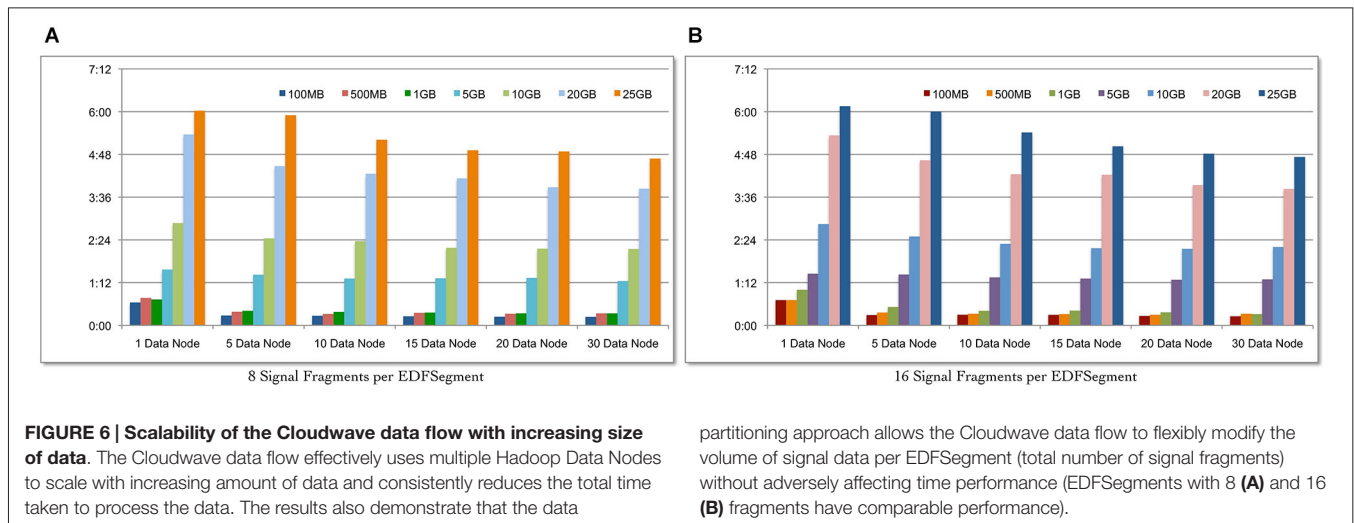 A
7:12
6:00
4:48
3:36
2:24
1:12
0:00
100MB 500MB 1GB 5GB 10GB 20GB 25GB
1 Data Node 5 Data Node 10 Data Node 15 Data Node 20 Data Node 30 Data Node
8 Signal Fragments per EDFSegment
B
7:12
6:00
4:48
3:36
2:24
1:12
0:00
100MB 500MB 1GB 5GB 10GB 20GB 25GB
1 Data Node 5 Data Node 10 Data Node 15 Data Node 20 Data Node 30 Data Node
16 Signal Fragments per EDFSegment
FIGURE 6 | Scalability of the Cloudwave data flow with increasing size
of data. The Cloudwave data flow effectively uses multiple Hadoop Data Nodes
to scale with increasing amount of data and consistently reduces the total time
taken to process the data. The results also demonstrate that the data
partitioning approach allows the Cloudwave data flow to flexibly modify the
volume of signal data per EDFSegment (total number of signal fragments)
without adversely affecting time performance (EDFSegments with 8 (A) and 16
(B) fragments have comparable performance).